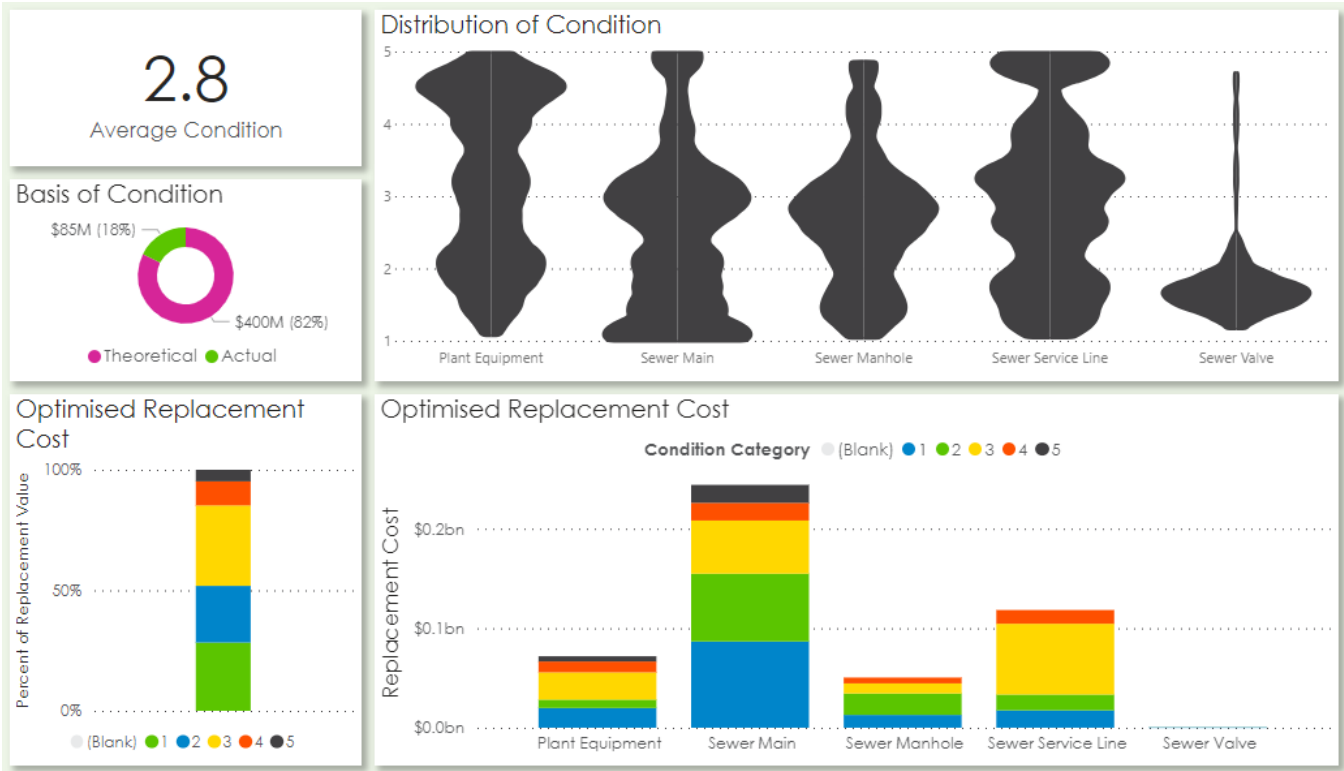 2.8
Average Condition
Basis of Condition
$85M (18%)
$400M (82%)
Theoretical Actual
Distribution of Condition
5
4
3
2
1
Plant Equipment Sewer Main Sewer Manhole Sewer Service Line Sewer Valve
Optimised Replacement
Cost
Percent of Replacement Value
100%
50%
0%
(Blank) 1 2 3 4 5
Optimised Replacement Cost
Condition Category (Blank) 1 2 3 4 5
Replacement Cost
$0.2bn
$0.1bn
$0.0bn
Plant Equipment Sewer Main Sewer Manhole Sewer Service Line Sewer Valve